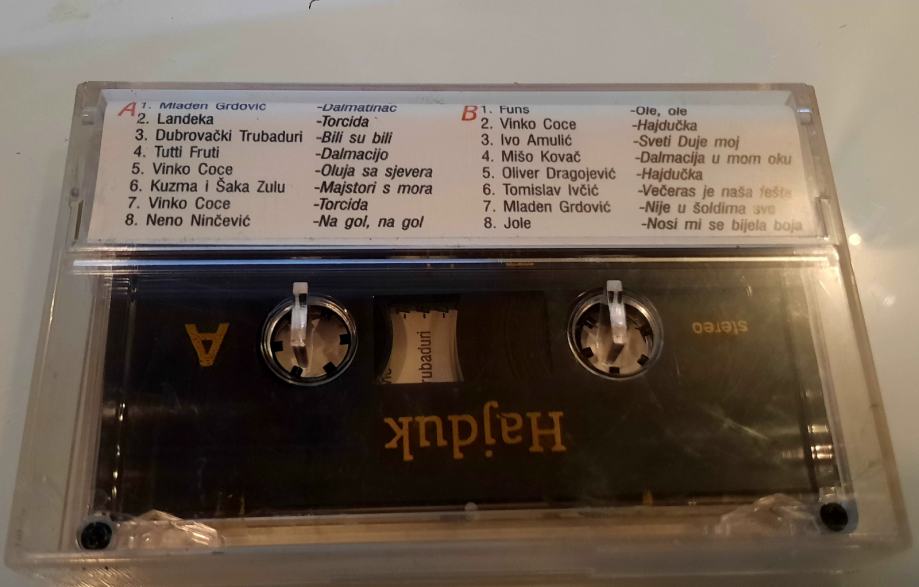 A 1. Mladen Grdović -Dalmatinac
2. Landeka -Torcida
3. Dubrovački Trubaduri -Bili su bili
4. Tutti Fruti -Dalmacijo
5. Vinko Coce -Oluja sa sjevera
6. Kuzma i Šaka Zulu -Majstori s mora
7. Vinko Coce -Torcida
8. Neno Ninčević -Na gol, na gol
B 1. Funs -Ole, ole
2. Vinko Coce -Hajdučka
3. Ivo Amulić -Sveti Duje moj
4. Mišo Kovač -Dalmacija u mom oku
5. Oliver Dragojević -Hajdučka
6. Tomislav Ivčić -Večeras je naša fešta
7. Mladen Grdović -Nije u šoldima sve
8. Jole -Nosi mi se bijela boja
A
stereo
rubaduri
Hajduk